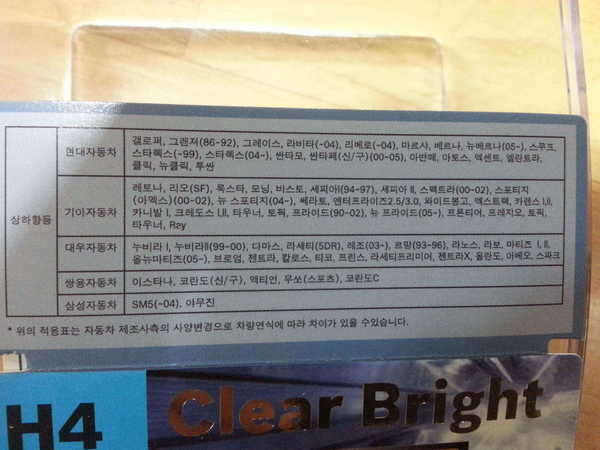 상하향등
현대자동차
갤로퍼, 그랜져(86-92), 그레이스, 라비타(-04), 리베로(-04), 마르샤, 베르나, 뉴베르나(05-), 스쿠프,
스타렉스(-99), 스타렉스(04-), 싼타모, 싼타페(신/구)(00-05), 아반떼, 아토스, 엑센트, 엘란트라,
클릭, 뉴클릭, 투싼
기아자동차
레토나, 리오(SF), 록스타, 모닝, 비스토, 세피아(94-97), 세피아 II, 스펙트라(00-02), 스포티지
(아멕스)(00-02), 뉴 스포티지(04-), 쎄라토, 엔터프라이즈2.5/3.0, 와이드봉고, 엑스트랙, 카렌스 I,II,
카니발 I, 크레도스 I,II, 타우너, 토픽, 프라이드(90-02), 뉴 프라이드(05-), 프론티어, 프레지오, 토픽,
타우너, Ray
대우자동차
누비라 I, 누비라II(99-00), 다마스, 라세티(5DR), 레조(03-), 르망(93-96), 라노스, 라보, 마티즈 I, II,
올뉴마티즈(05-), 브로엄, 젠트라, 칼로스, 티코, 프린스, 라세티프리미어, 젠트라X, 올란도, 아베오, 스파크
쌍용자동차
이스타나, 코란도(신/구), 액티언, 무쏘(스포츠), 코란도C
삼성자동차
SM5(-04), 야무진
* 위의 적용표는 자동차 제조사측의 사양변경으로 차량연식에 따라 차이가 있을 수 있습니다.
H4
Clear Bright